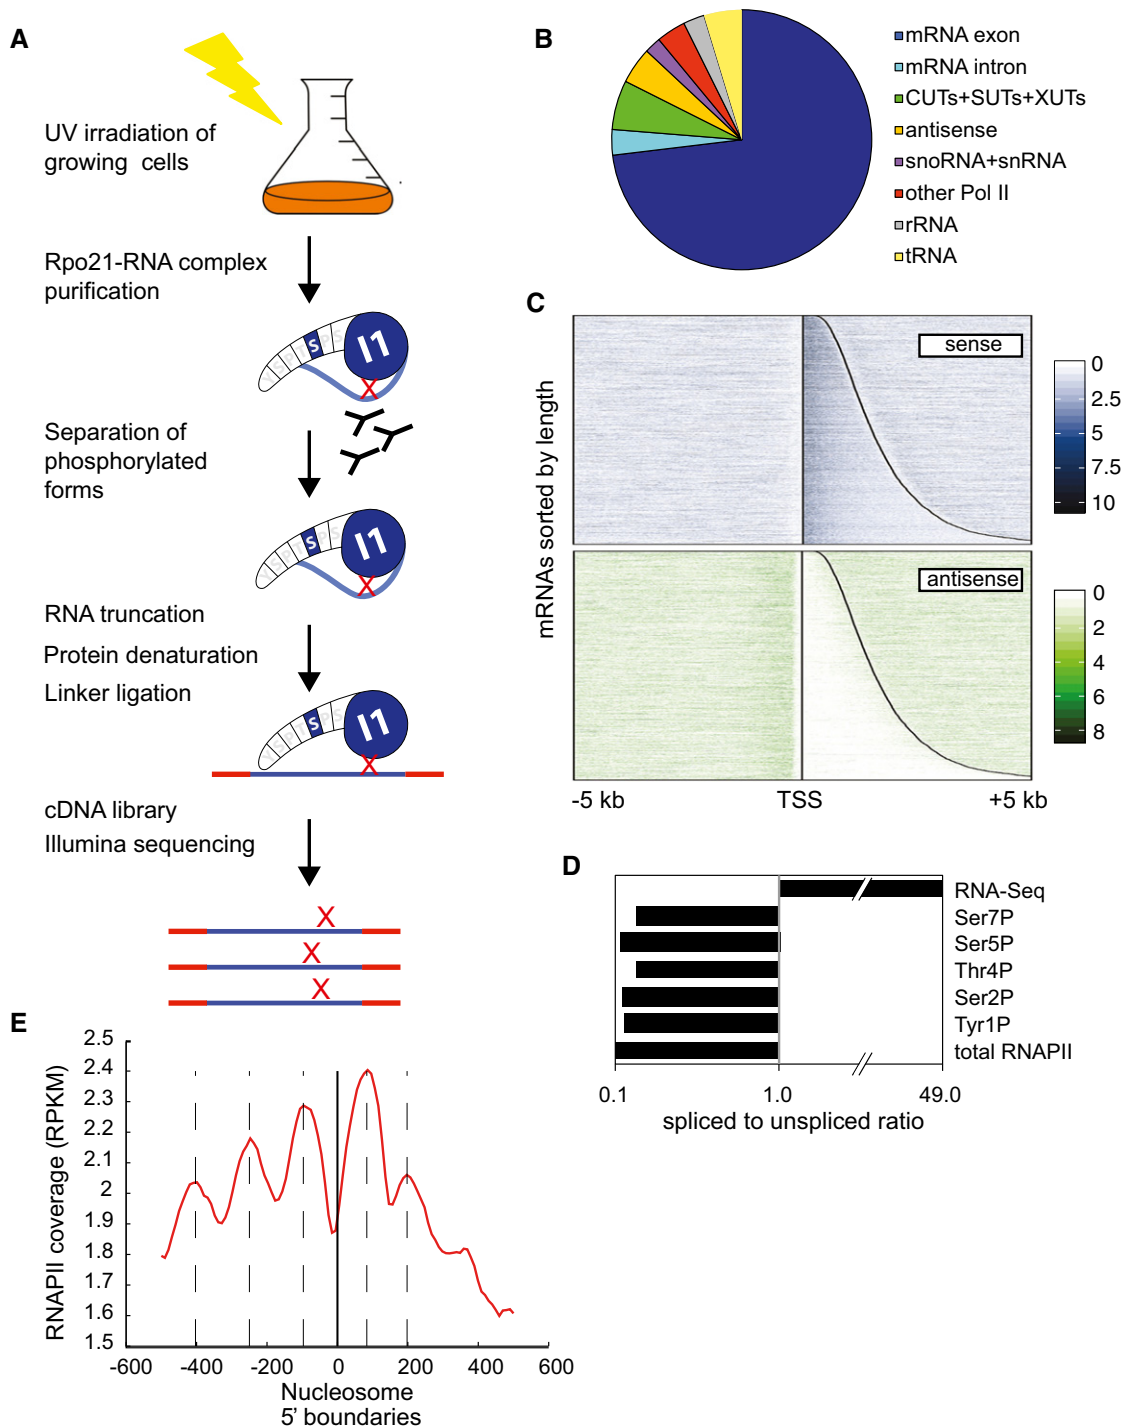 A
UV irradiation of
growing cells
Rpo21-RNA complex
purification
Y S P T S P S
I1
Separation of
phosphorylated
forms
Y S P T S P S
I1
RNA truncation
Protein denaturation
Linker ligation
Y S P T S P S
I1
X
cDNA library
Illumina sequencing
X
X
X
B
mRNA exon
mRNA intron
CUTs+SUTs+XUTs
antisense
snoRNA+snRNA
other Pol II
rRNA
tRNA
C
mRNAs sorted by length
sense
0
2.5
5
7.5
10
antisense
0
2
4
6
8
-5 kb
TSS
+5 kb
D
RNA-Seq
Ser7P
Ser5P
Thr4P
Ser2P
Tyr1P
total RNAPII
0.1
1.0
49.0
spliced to unspliced ratio
E
RNAPII coverage (RPKM)
2.5
2.4
2.3
2.2
2.1
2
1.9
1.8
1.7
1.6
1.5
-600
-400
-200
0
200
400
600
Nucleosome
5' boundaries